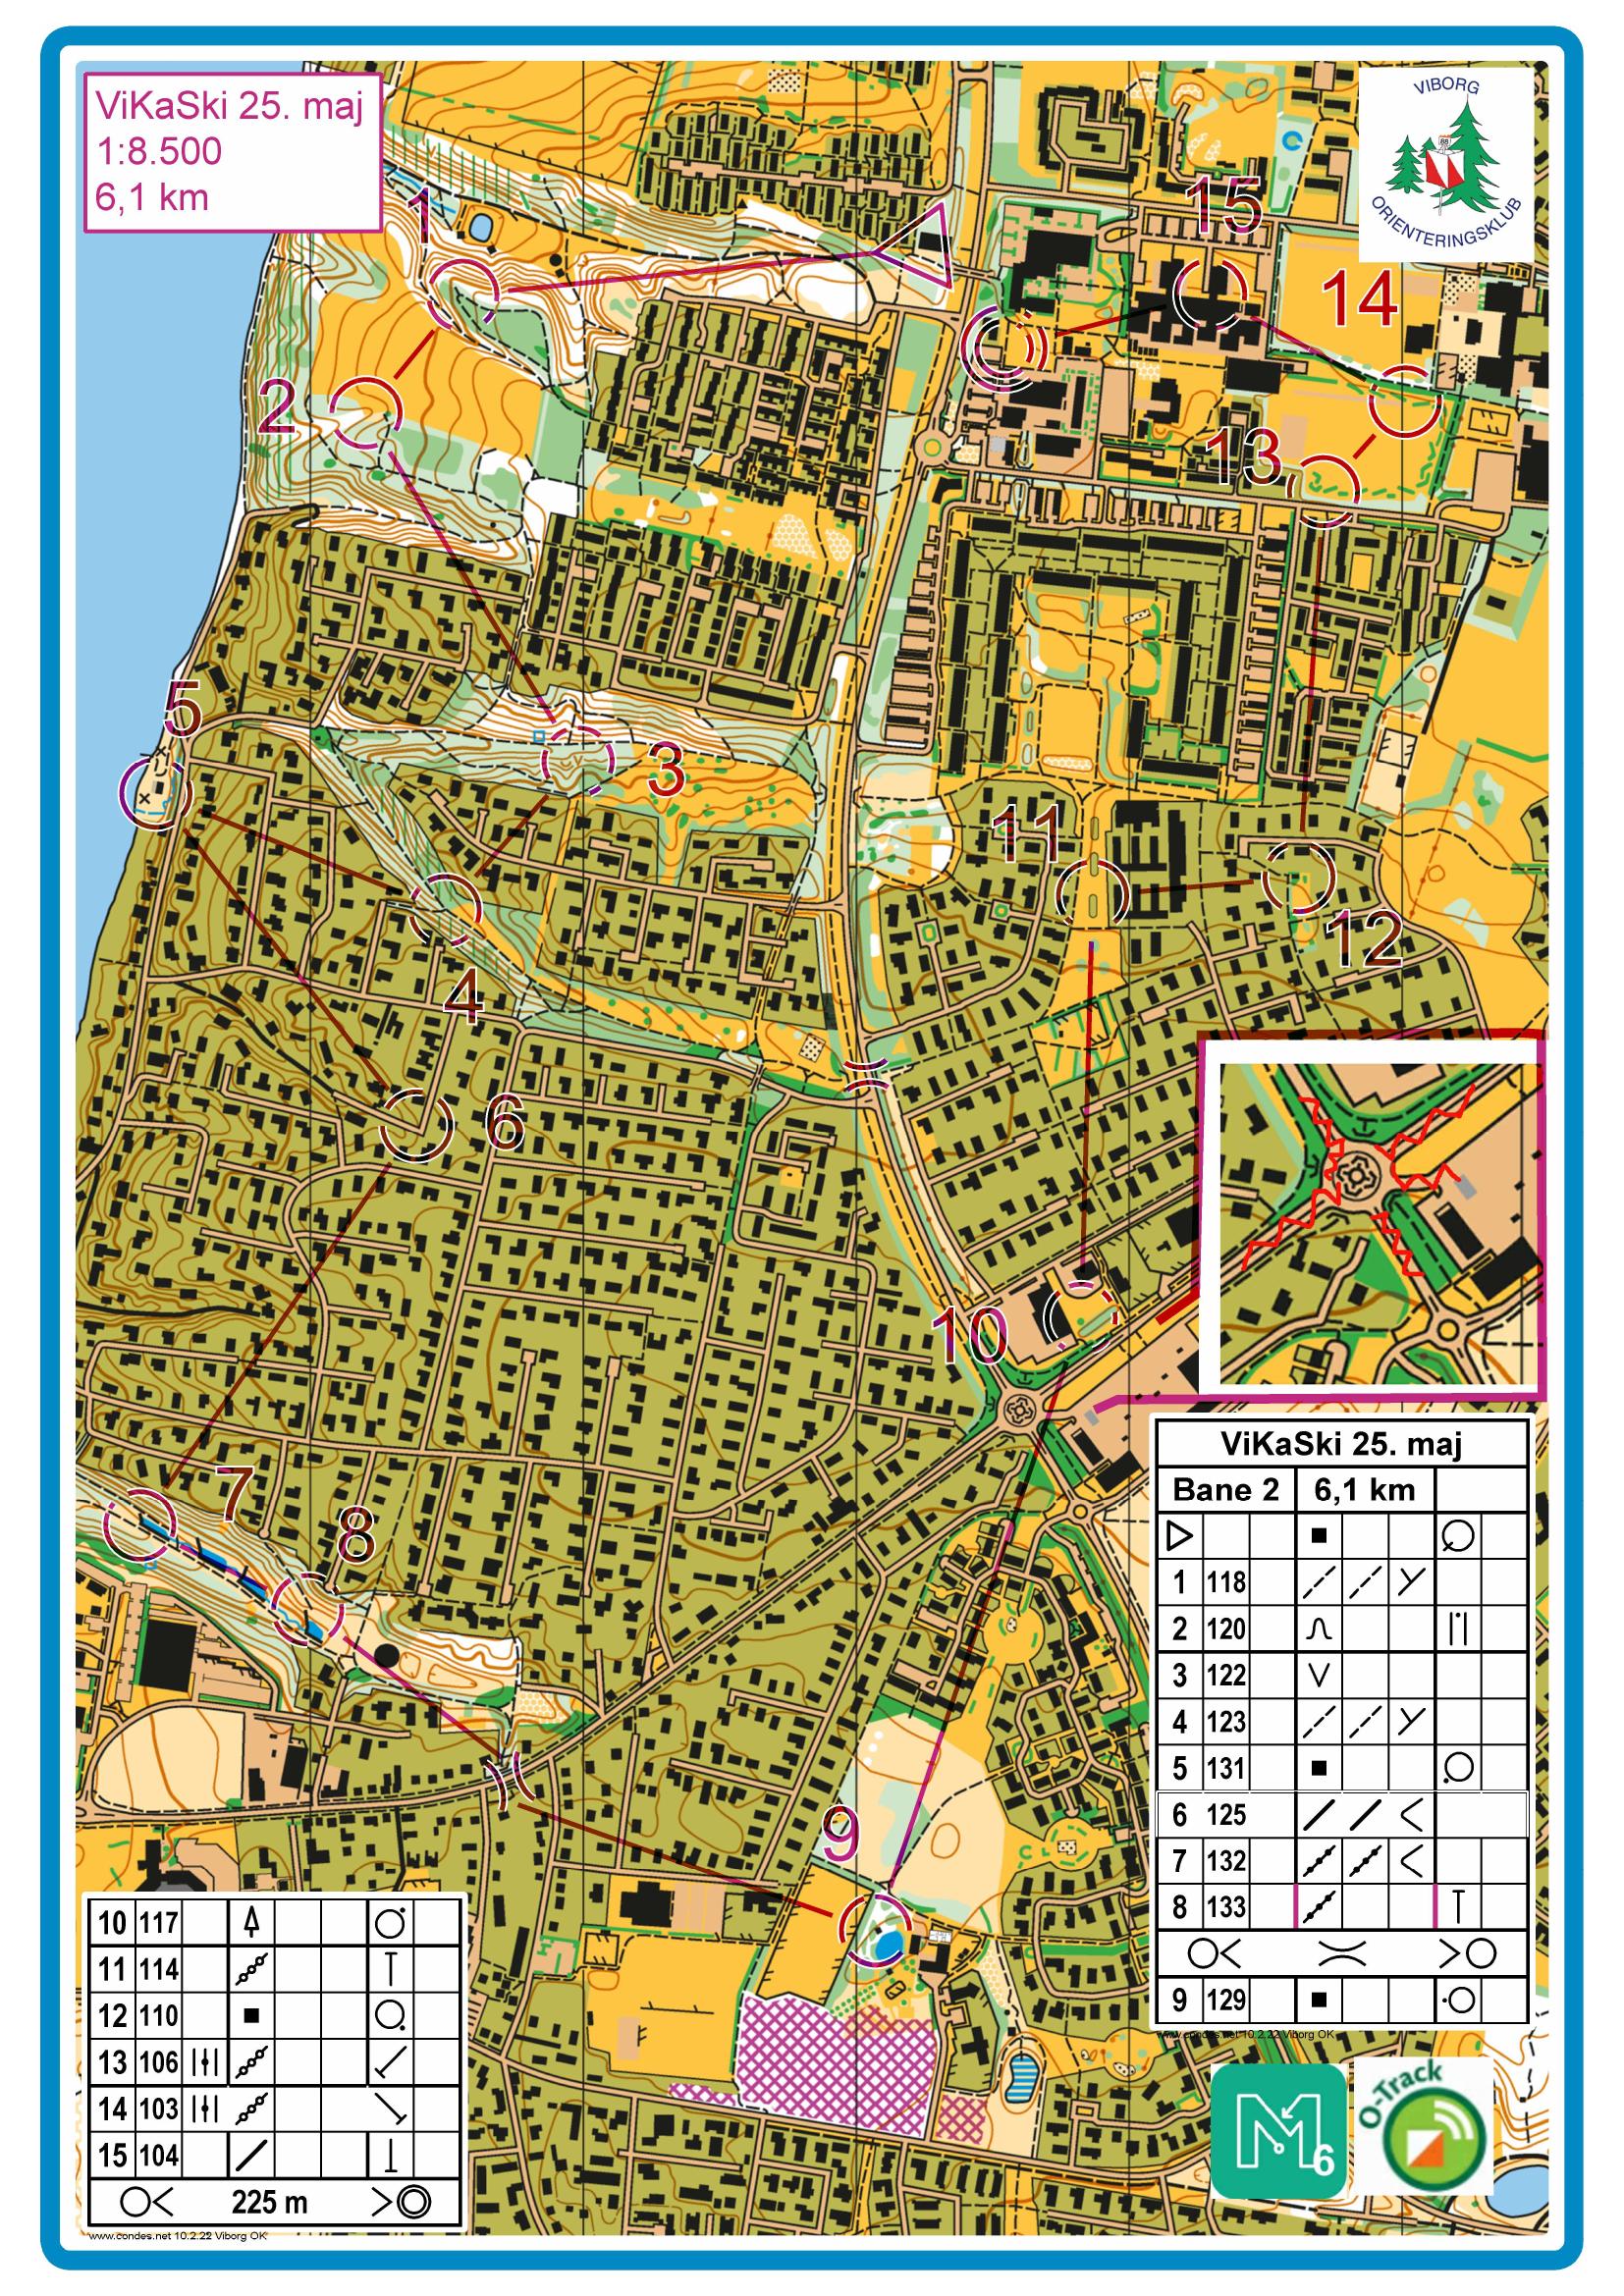 ViKaSki 25. maj
1:8.500
6,1 km
VIBORG
ORIENTERINGSKLUB
1
15
14
2
13
5
3
11
12
4
6
10
7
8
9
ViKaSki 25. maj
Bane 2 6,1 km
1 118
2 120
3 122
4 123
5 131
6 125
7 132
8 133
9 129
www.condes.net 10.2.22 Viborg OK
10 117
11 114
12 110
13 106
14 103
15 104
225 m
www.condes.net 10.2.22 Viborg OK
M6
O-Track